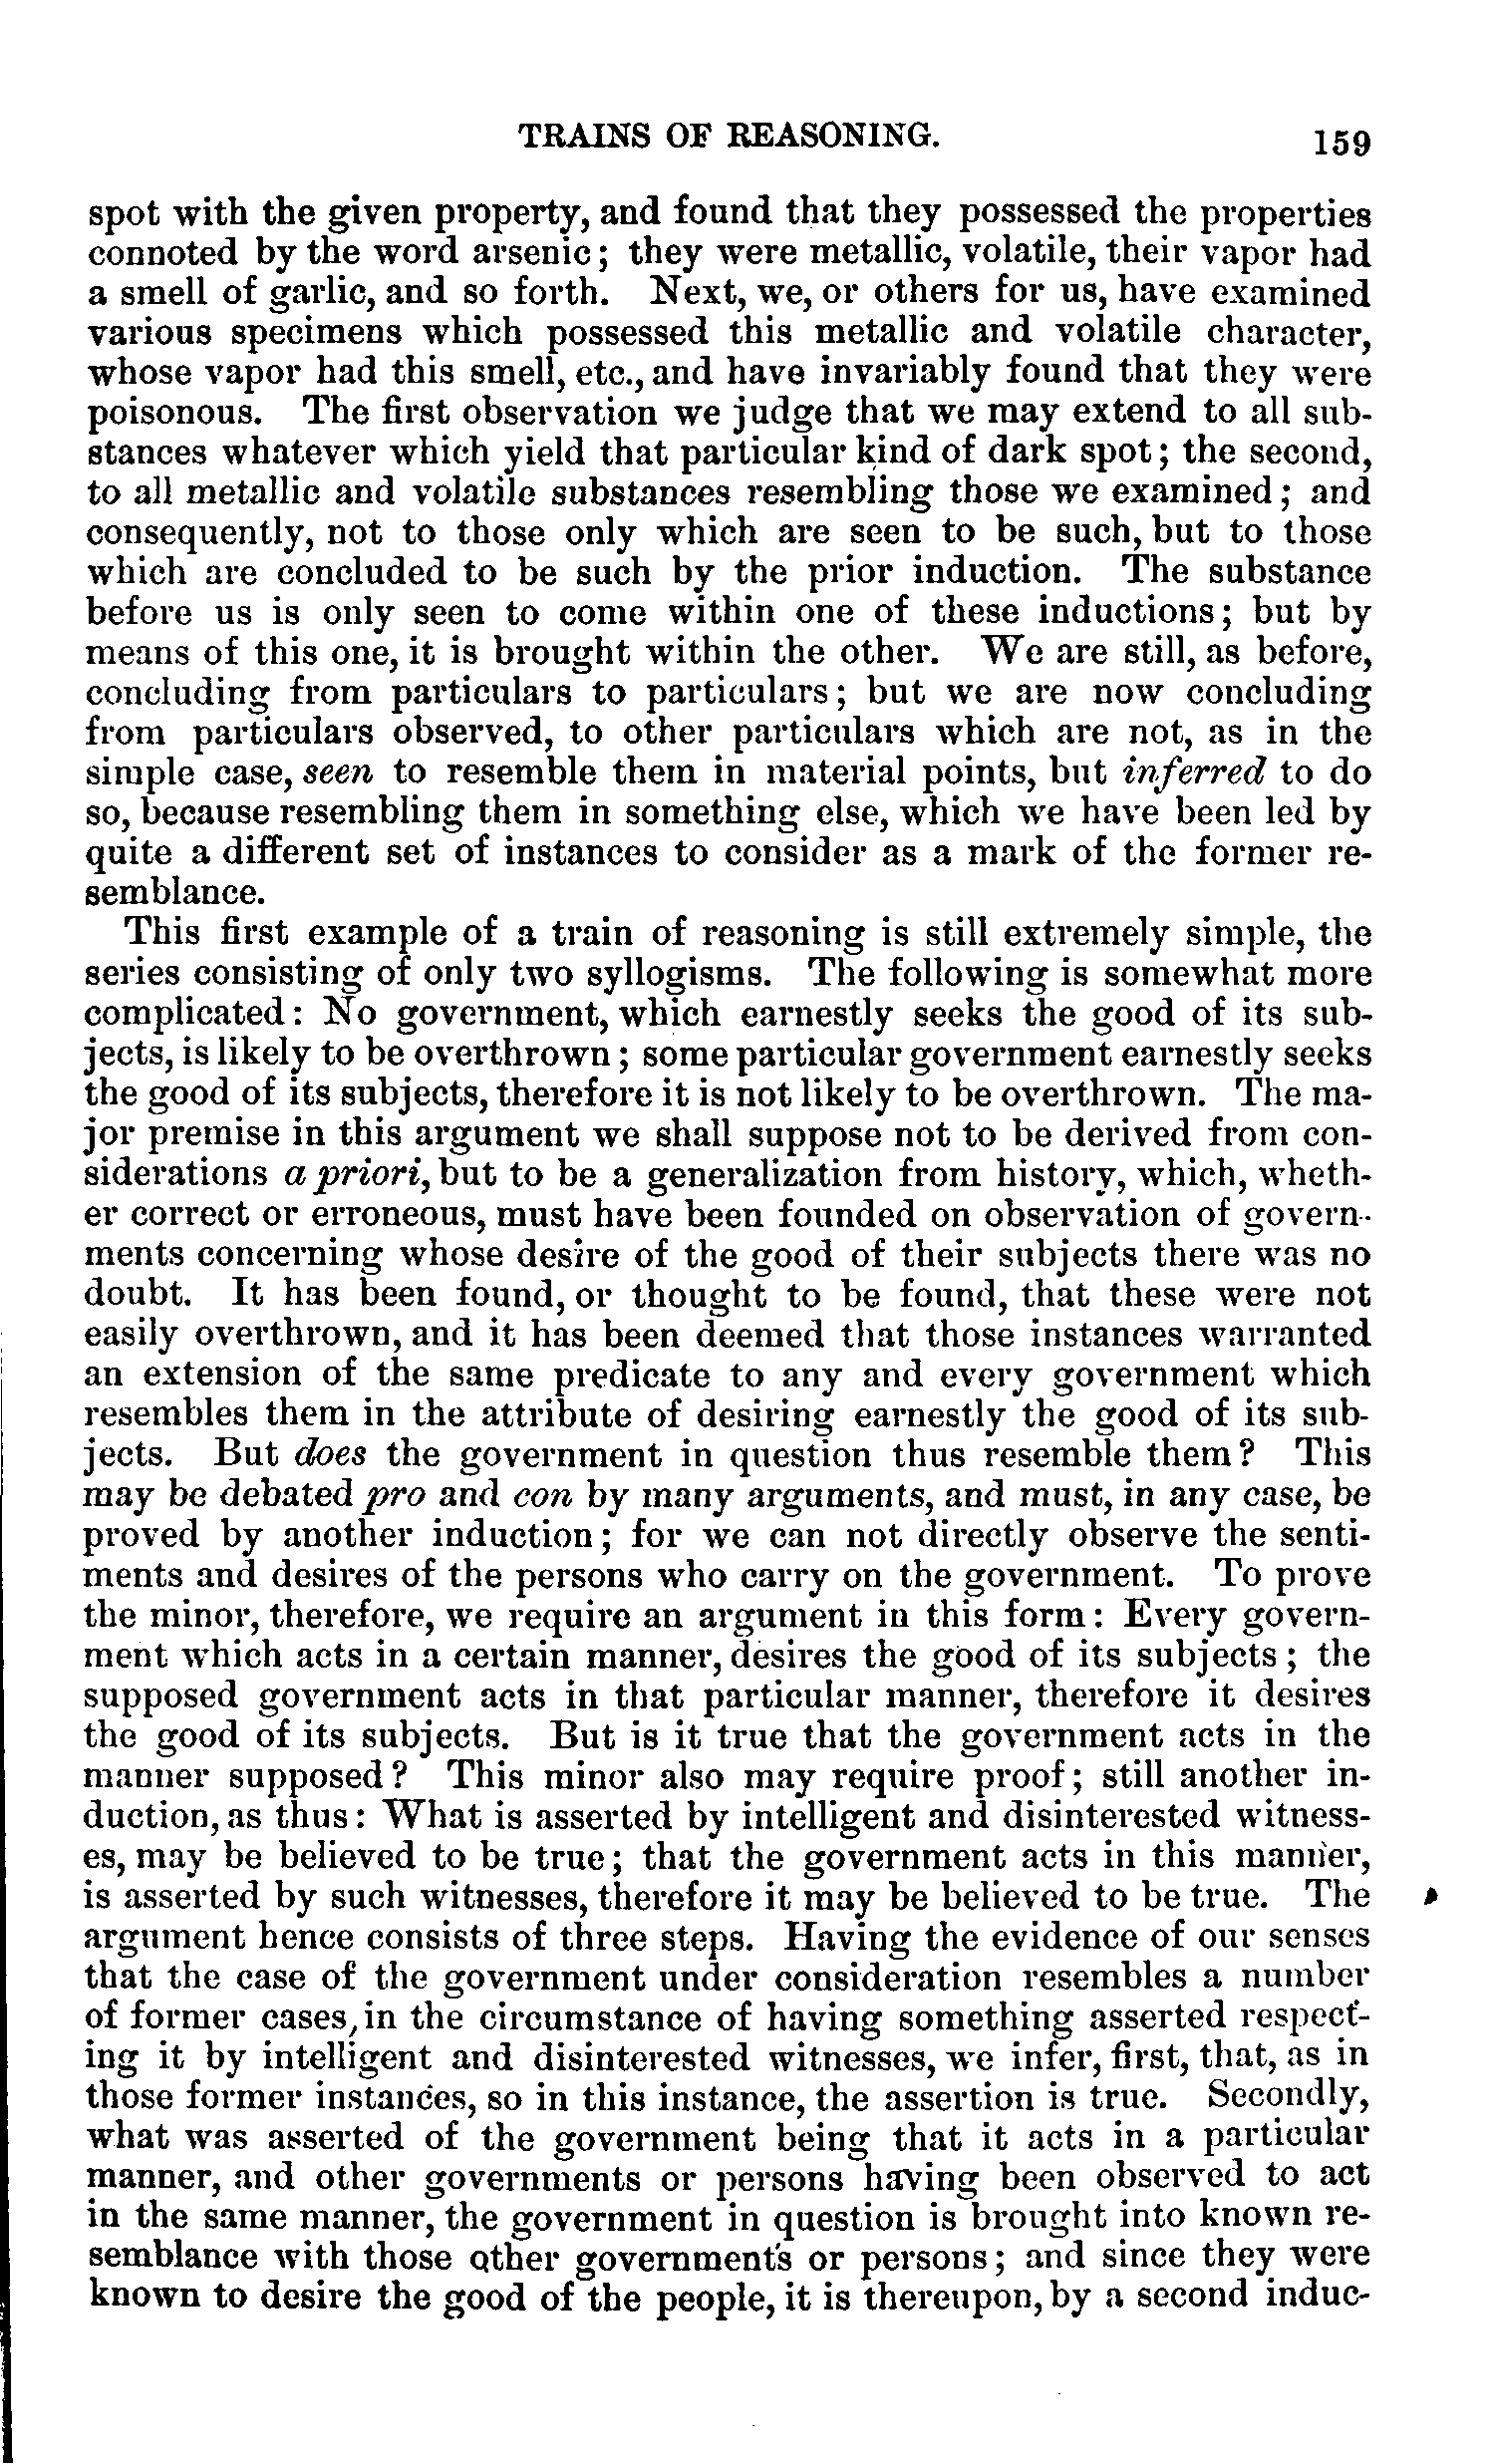 TRAINS OF REASONING. 159
spot with the given property, and found that they possessed the properties
connoted by the word arsenic; they were metallic, volatile, their vapor had
a smell of garlic, and so forth. Next, we, or others for us, have examined
various specimens which possessed this metallic and volatile character,
whose vapor had this smell, etc., and have invariably found that they were
poisonous. The first observation we judge that we may extend to all sub-
stances whatever which yield that particular kind of dark spot; the second,
to all metallic and volatile substances resembling those we examined; and
consequently, not to those only which are seen to be such, but to those
which are concluded to be such by the prior induction. The substance
before us is only seen to come within one of these inductions; but by
means of this one, it is brought within the other. We are still, as before,
concluding from particulars to particulars; but we are now concluding
from particulars observed, to other particulars which are not, as in the
simple case, seen to resemble them in material points, but inferred to do
so, because resembling them in something else, which we have been led by
quite a different set of instances to consider as a mark of the former re-
semblance.
This first example of a train of reasoning is still extremely simple, the
series consisting of only two syllogisms. The following is somewhat more
complicated: No government, which earnestly seeks the good of its sub-
jects, is likely to be overthrown; some particular government earnestly seeks
the good of its subjects, therefore it is not likely to be overthrown. The ma-
jor premise in this argument we shall suppose not to be derived from con-
siderations a priori, but to be a generalization from history, which, wheth-
er correct or erroneous, must have been founded on observation of govern-
ments concerning whose desire of the good of their subjects there was no
doubt. It has been found, or thought to be found, that these were not
easily overthrown, and it has been deemed that those instances warranted
an extension of the same predicate to any and every government which
resembles them in the attribute of desiring earnestly the good of its sub-
jects. But does the government in question thus resemble them? This
may be debated pro and con by many arguments, and must, in any case, be
proved by another induction; for we can not directly observe the senti-
ments and desires of the persons who carry on the government. To prove
the minor, therefore, we require an argument in this form: Every govern-
ment which acts in a certain manner, desires the good of its subjects; the
supposed government acts in that particular manner, therefore it desires
the good of its subjects. But is it true that the government acts in the
manner supposed? This minor also may require proof; still another in-
duction, as thus: What is asserted by intelligent and disinterested witness-
es, may be believed to be true; that the government acts in this manner,
is asserted by such witnesses, therefore it may be believed to be true. The
argument hence consists of three steps. Having the evidence of our senses
that the case of the government under consideration resembles a number
of former cases, in the circumstance of having something asserted respect-
ing it by intelligent and disinterested witnesses, we infer, first, that, as in
those former instances, so in this instance, the assertion is true. Secondly,
what was asserted of the government being that it acts in a particular
manner, and other governments or persons having been observed to act
in the same manner, the government in question is brought into known re-
semblance with those other governments or persons; and since they were
known to desire the good of the people, it is thereupon, by a second induc-